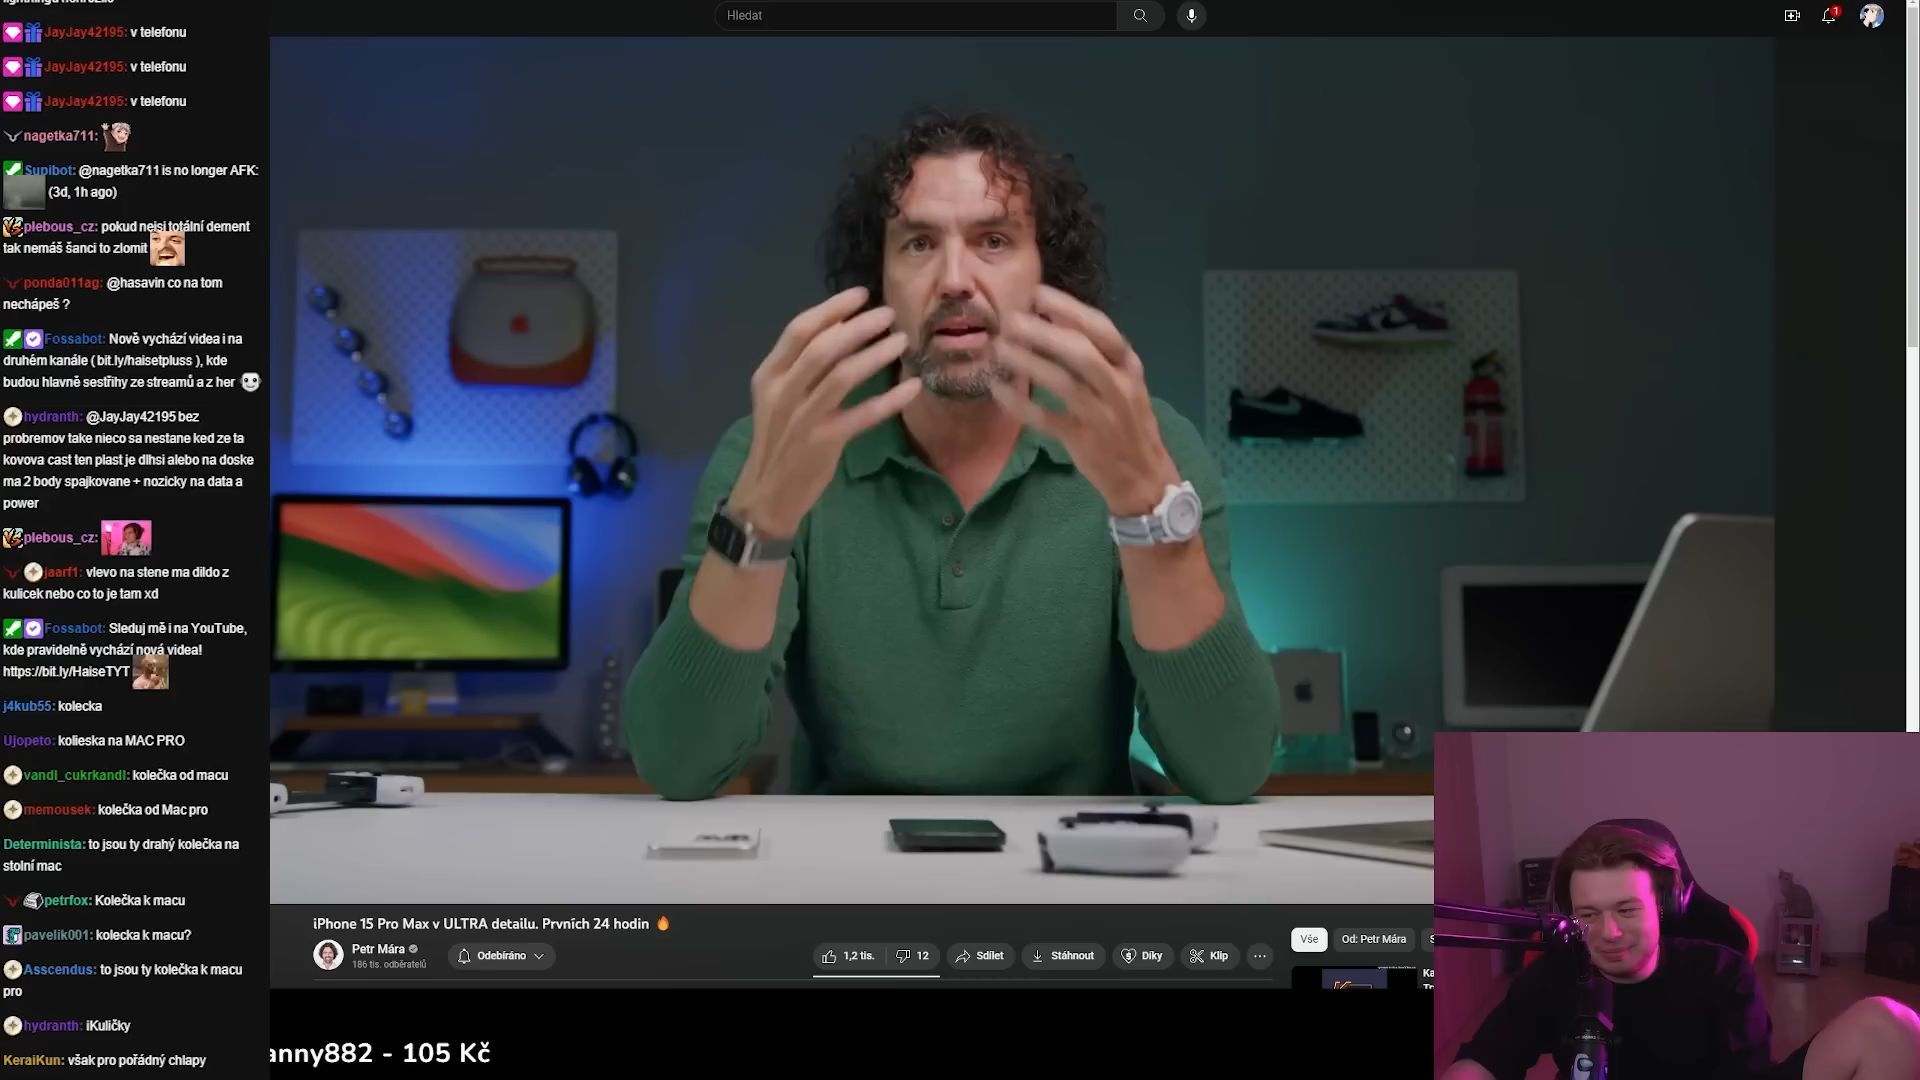 JayJay42195: v telefonu
JayJay42195: v telefonu
JayJay42195: v telefonu
nagetka711:
Supibot: @nagetka711 is no longer AFK:
(3d, 1h ago)
plebous_cz: pokud nejsi totální dement
tak nemáš šanci to zlomit
ponda011ag: @hasavin co na tom
nechápeš ?
Fossabot: Nově vychází videa i na
druhém kanále ( bit.ly/haisetpluss ), kde
budou hlavně sestřihy ze streamů a z her
hydranth: @JayJay42195 bez
probremov take nieco sa nestane ked ze ta
kovova cast ten plast je dlhsi alebo na doske
ma 2 body spajkovane + nozicky na data a
power
plebous_cz:
jaarf1: vlevo na stene ma dildo z
kulicek nebo co to je tam xd
Fossabot: Sleduj mě i na YouTube,
kde pravidelně vychází nová videa!
https://bit.ly/HaiseTYT
j4kub55: kolecka
Ujopeto: kolieska na MAC PRO
vandl_cukrkandl: kolečka od macu
memousek: kolečka od Mac pro
Determinista: to jsou ty drahý kolečka na
stolní mac
petrfox: Kolečka k macu
pavelik001: kolecka k macu?
Asscendus: to jsou ty kolečka k macu
pro
hydranth: iKuličky
KeraiKun: však pro pořádný chlapy
Hledat
1
iPhone 15 Pro Max v ULTRA detailu. Prvních 24 hodin
Petr Mára
186 tis. odběratelů
Odebíráno
1,2 tis.
12
Sdílet
Stáhnout
Díky
Klip
Vše
Od: Petr Mára
anny882 - 105 Kč